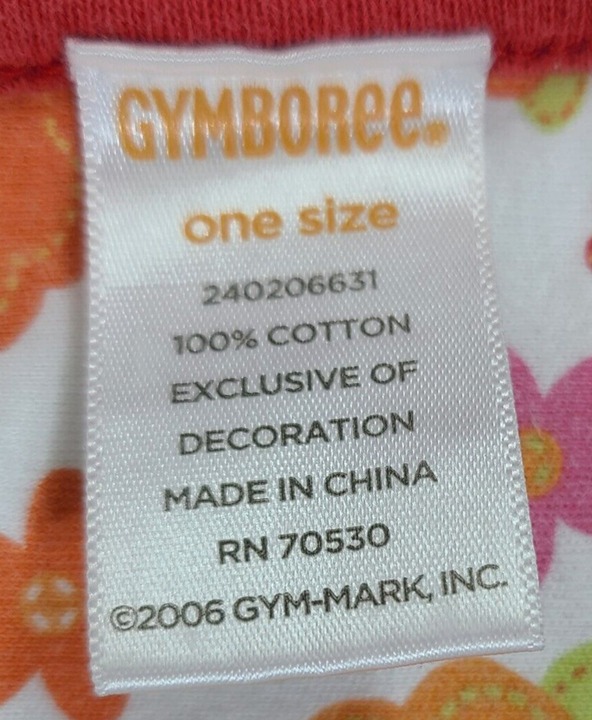 GYMBOREE.
one size
240206631
100% COTTON
EXCLUSIVE OF
DECORATION
MADE IN CHINA
RN 70530
©2006 GYM-MARK, INC.